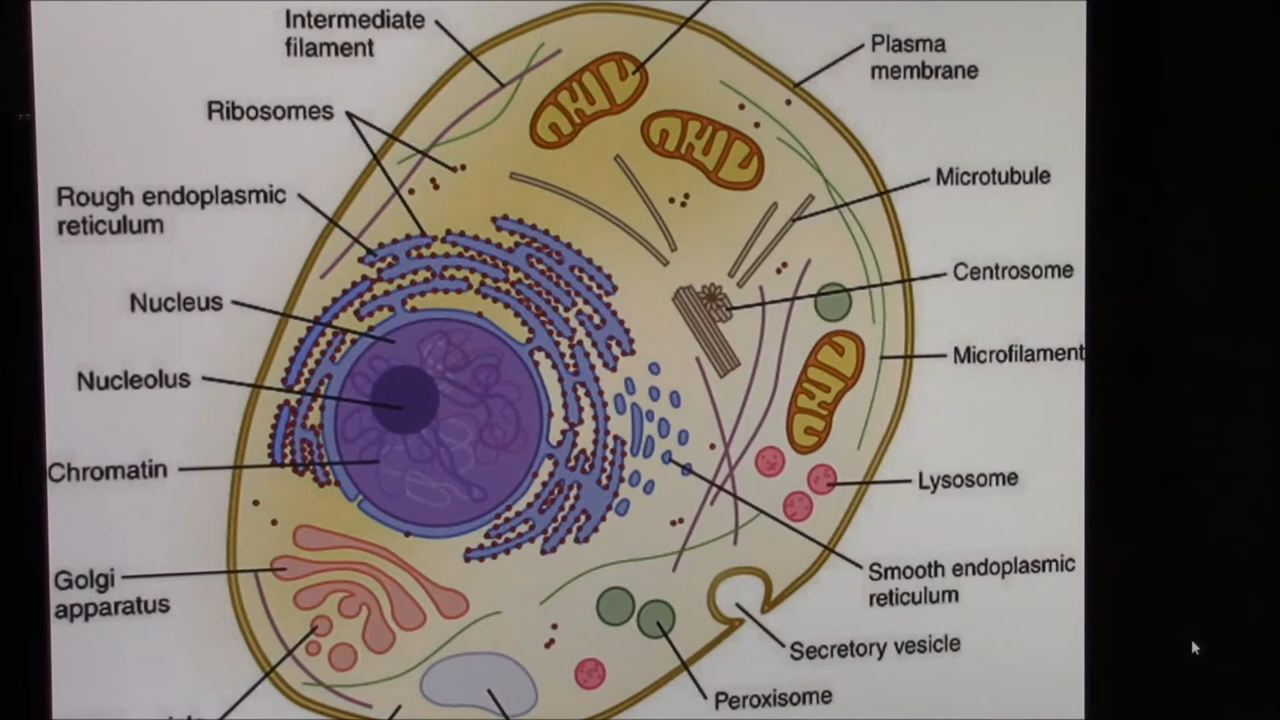 Intermediate
filament
Plasma
membrane
Ribosomes
Microtubule
Rough endoplasmic
reticulum
Centrosome
Nucleus
Microfilament
Nucleolus
Chromatin
Lysosome
Golgi
apparatus
Smooth endoplasmic
reticulum
Secretory vesicle
Peroxisome